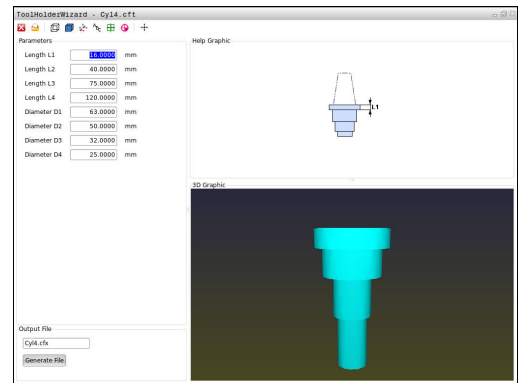 ToolHolderWizard - Cyl4.cft
Parameters
Length L1 16.0000 mm
Length L2 40.0000 mm
Length L3 75.0000 mm
Length L4 120.0000 mm
Diameter D1 63.0000 mm
Diameter D2 50.0000 mm
Diameter D3 32.0000 mm
Diameter D4 25.0000 mm
Output File
Cyl4.cfx
Generate File
Help Graphic
L1
3D Graphic